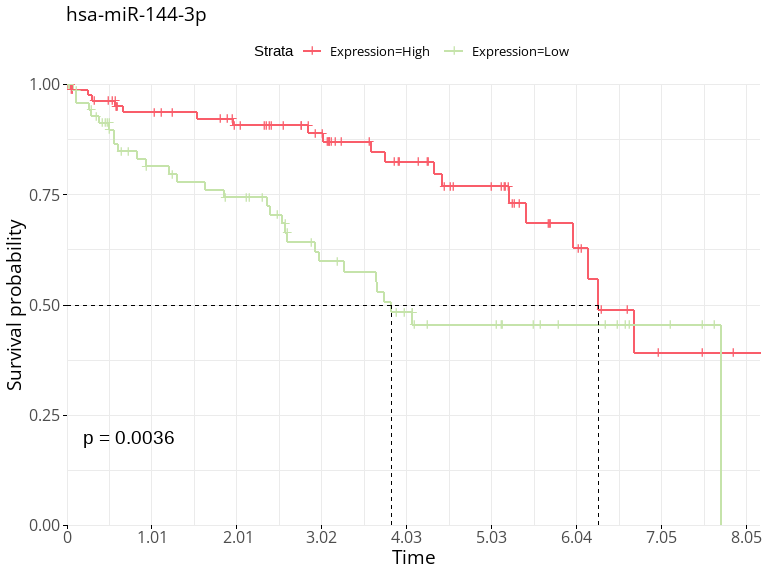 hsa-miR-144-3p
Strata Expression=High Expression=Low
Survival probability
1.00
0.75
0.50
0.25
0.00
p = 0.0036
0 1.01 2.01 3.02 4.03 5.03 6.04 7.05 8.05
Time